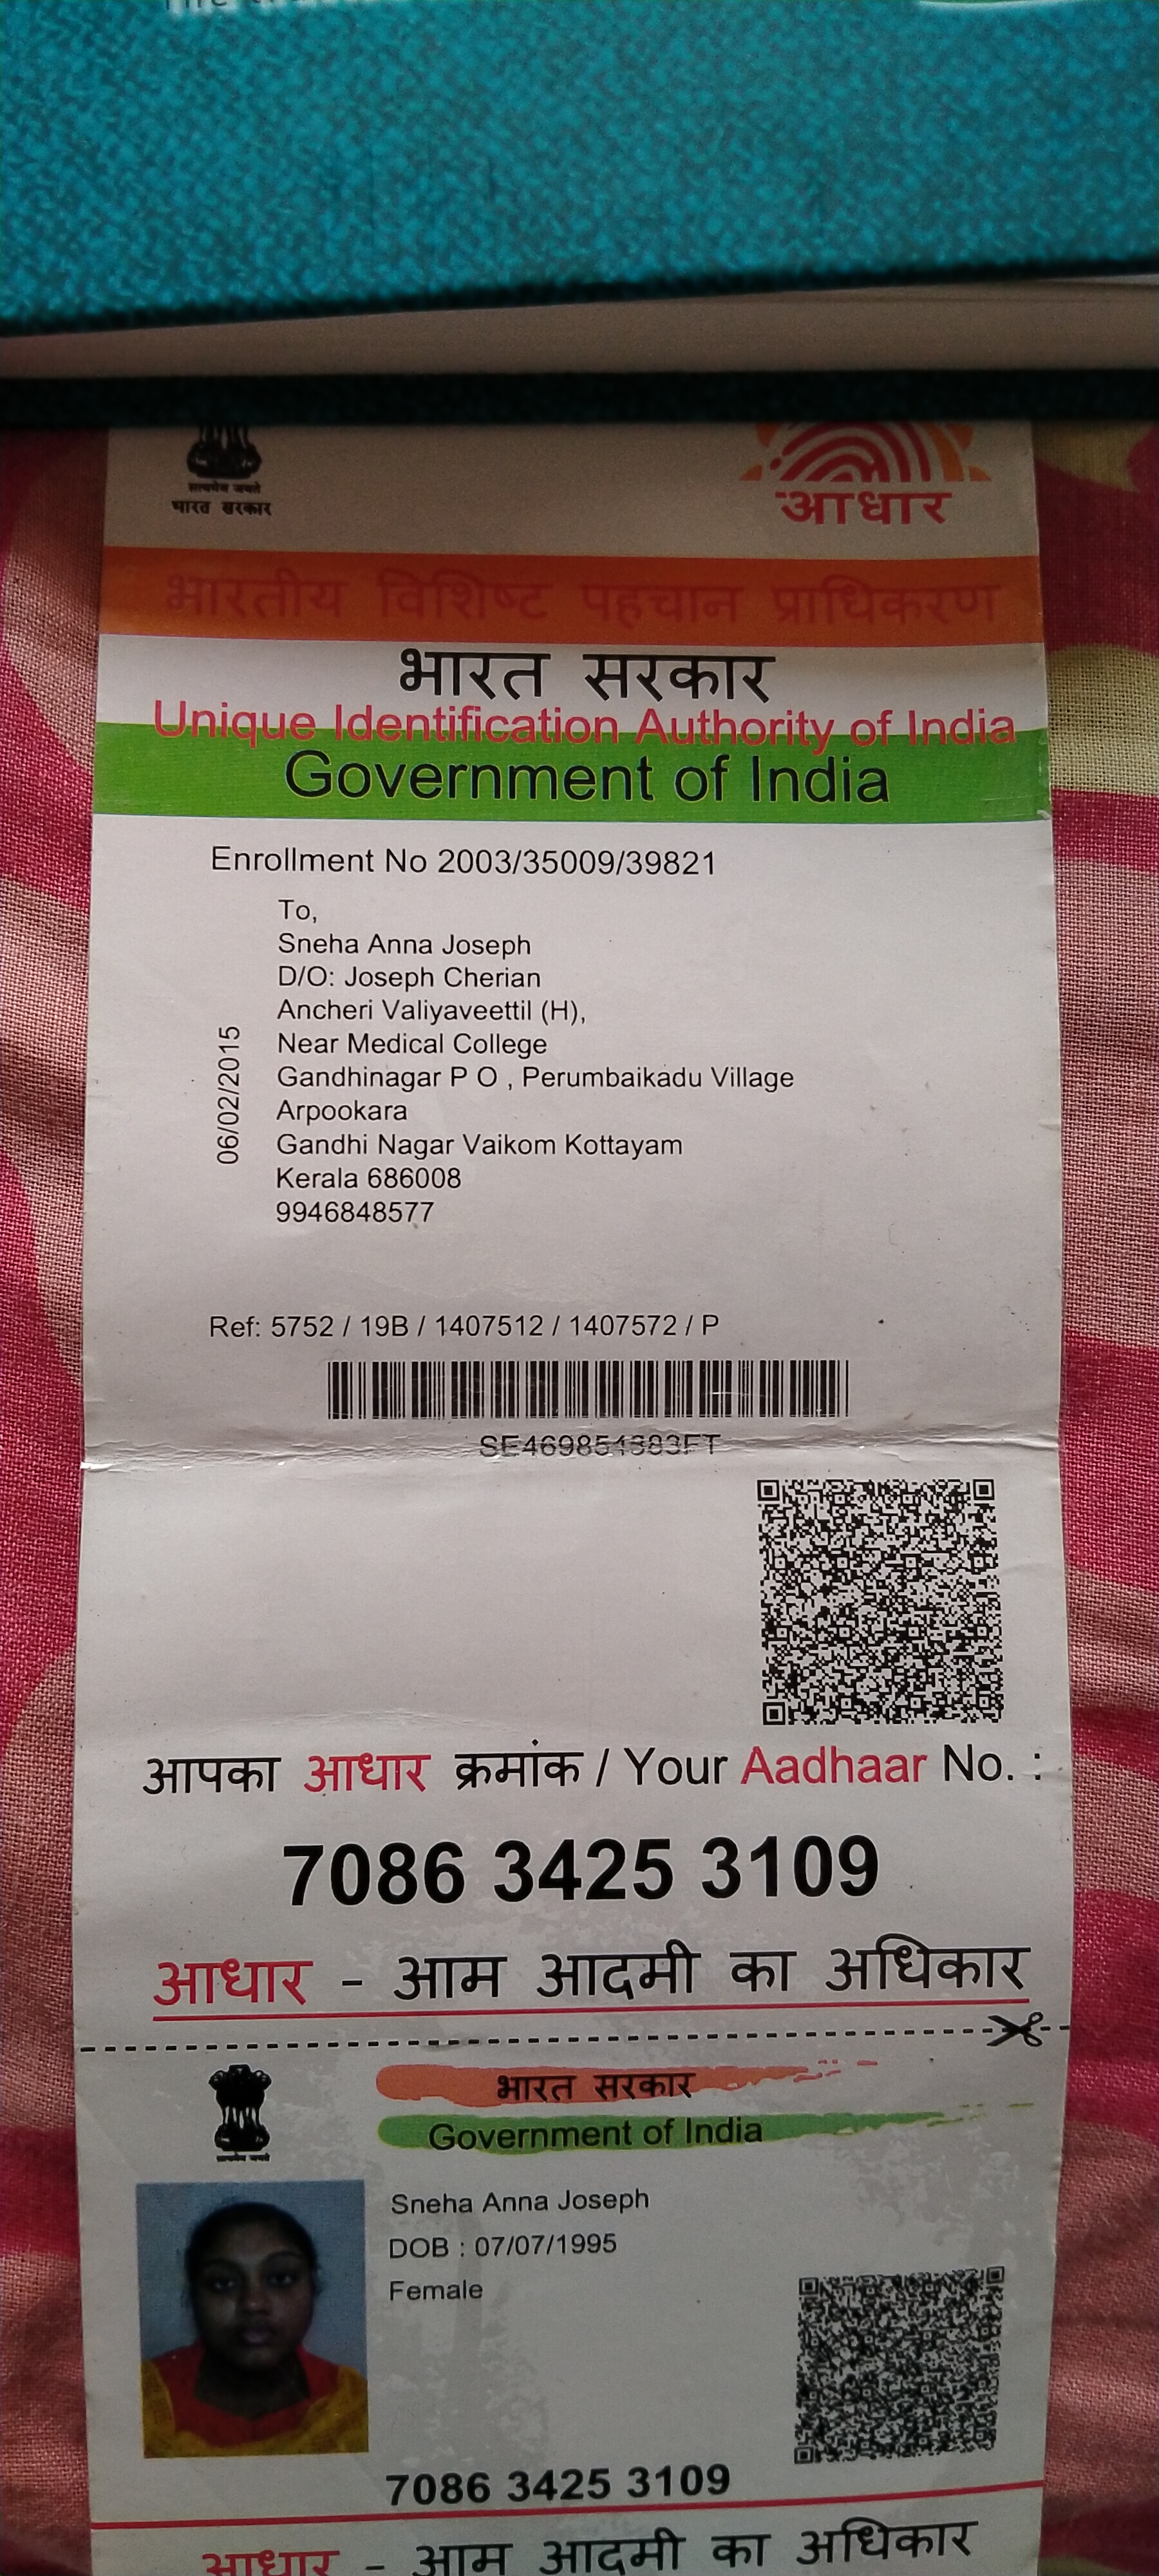 सत्यमेव जयते
भारत सरकार
आधार
भारतीय विशिष्ट पहचान प्राधिकरण
भारत सरकार
Unique Identification Authority of India
Government of India
Enrollment No 2003/35009/39821
To,
Sneha Anna Joseph
D/O: Joseph Cherian
Ancheri Valiyaveettil (H),
Near Medical College
Gandhinagar P O , Perumbaikadu Village
Arpookara
Gandhi Nagar Vaikom Kottayam
Kerala 686008
9946848577
06/02/2015
Ref: 5752 / 19B / 1407512 / 1407572 / P
आपका आधार क्रमांक / Your Aadhaar No. :
7086 3425 3109
आधार - आम आदमी का अधिकार
भारत सरकार
Government of India
सत्यमेव जयते
Sneha Anna Joseph
DOB : 07/07/1995
Female
7086 3425 3109
आधार - आम आदमी का अधिकार